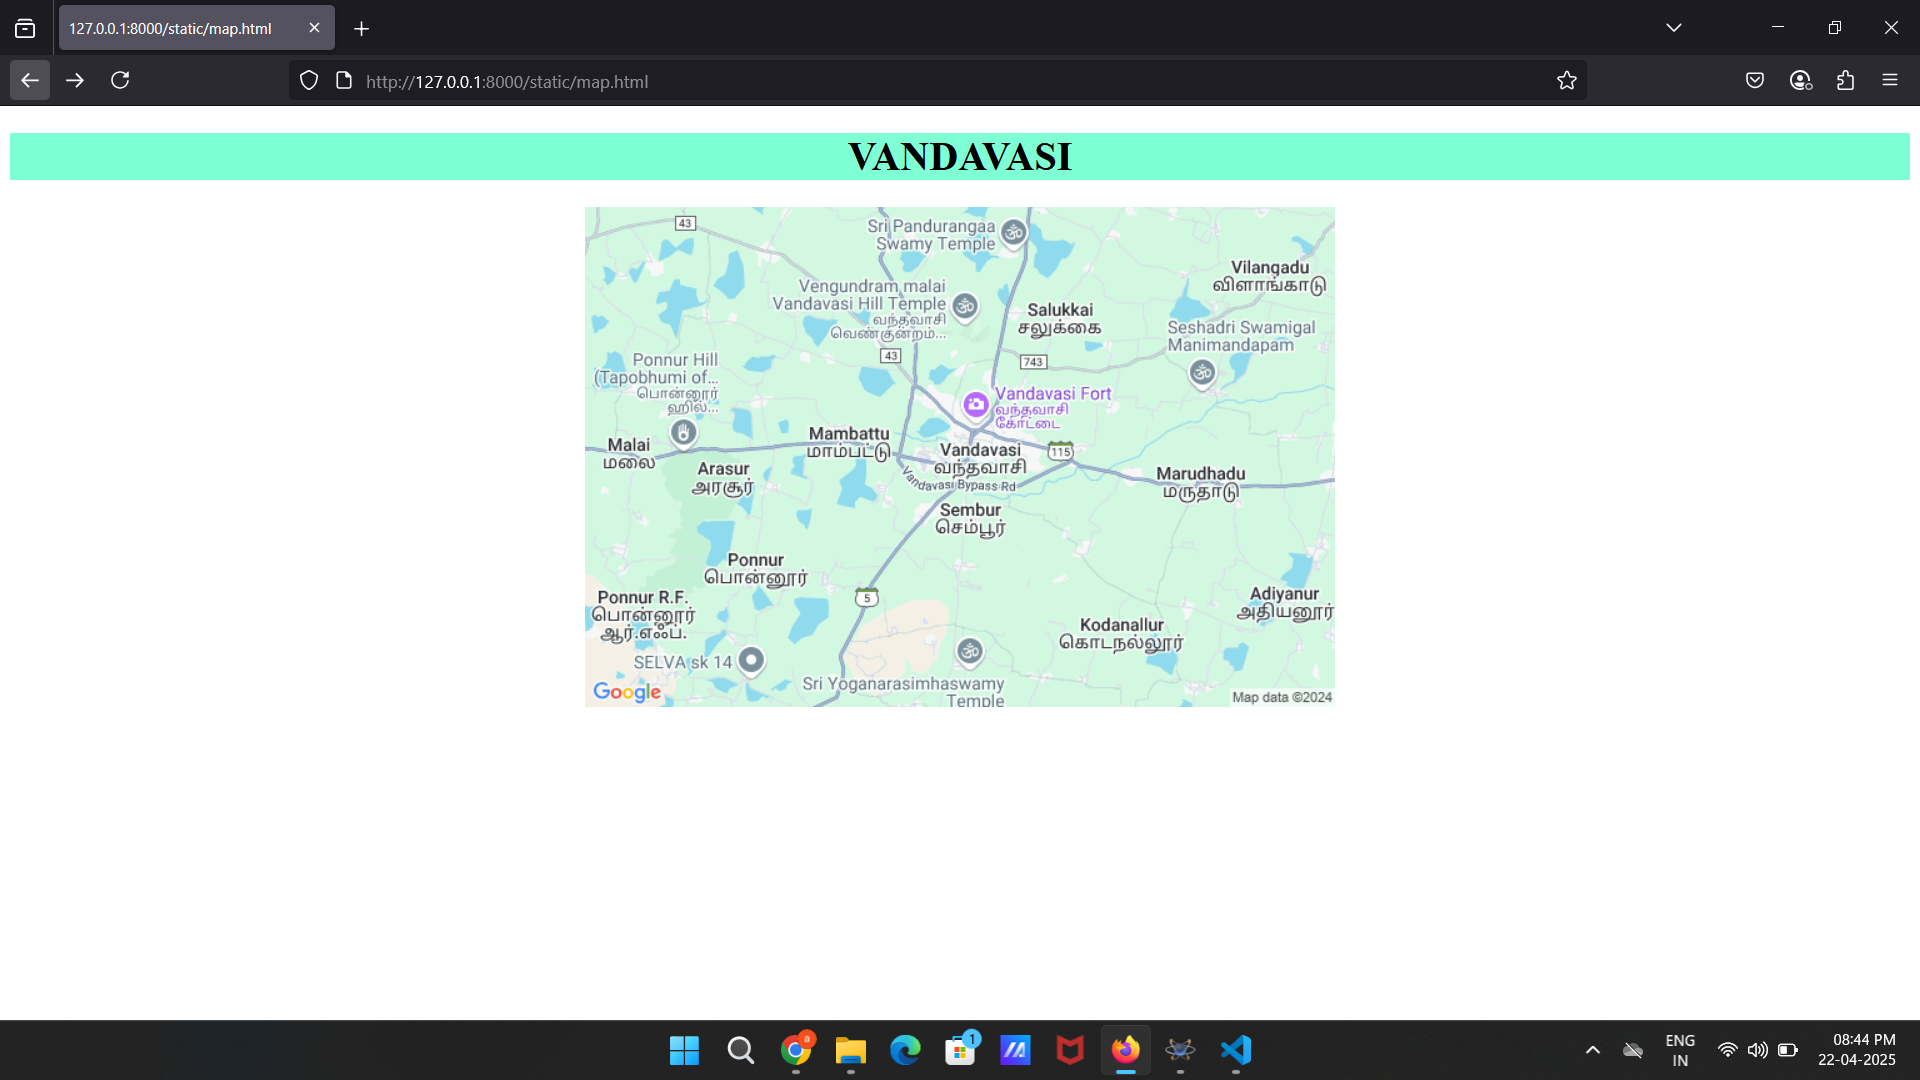 127.0.0.1:8000/static/map.html
http://127.0.0.1:8000/static/map.html
VANDAVASI
43
Sri Pandurangaa
Swamy Temple
Vilangadu
விளாங்காடு
Vengundram malai
Vandavasi Hill Temple
வந்தவாசி
வெண்குன்றம்...
Salukkai
சலுக்கை
Seshadri Swamigal
Manimandapam
43
743
Ponnur Hill
(Tapobhumi of...
பொன்னூர்
ஹில்...
Vandavasi Fort
வந்தவாசி
கோட்டை
Malai
மலை
Mambattu
மாம்பட்டு
Vandavasi
வந்தவாசி
115
Arasur
அரசூர்
Vandavasi Bypass Rd
Marudhadu
மருதாடு
Sembur
செம்பூர்
Ponnur
பொன்னூர்
Ponnur R.F.
பொன்னூர்
ஆர்.எஃப்.
5
Adiyanur
அதியனூர்
Kodanallur
கொடநல்லூர்
SELVA sk 14
Sri Yoganarasimhaswamy
Temple
Google
Map data ©2024
a
1
ENG
IN
08:44 PM
22-04-2025